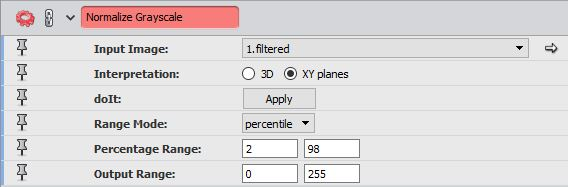 Normalize Grayscale
Input Image: 1.filtered
Interpretation: 3D XY planes
doIt: Apply
Range Mode: percentile
Percentage Range: 2 98
Output Range: 0 255